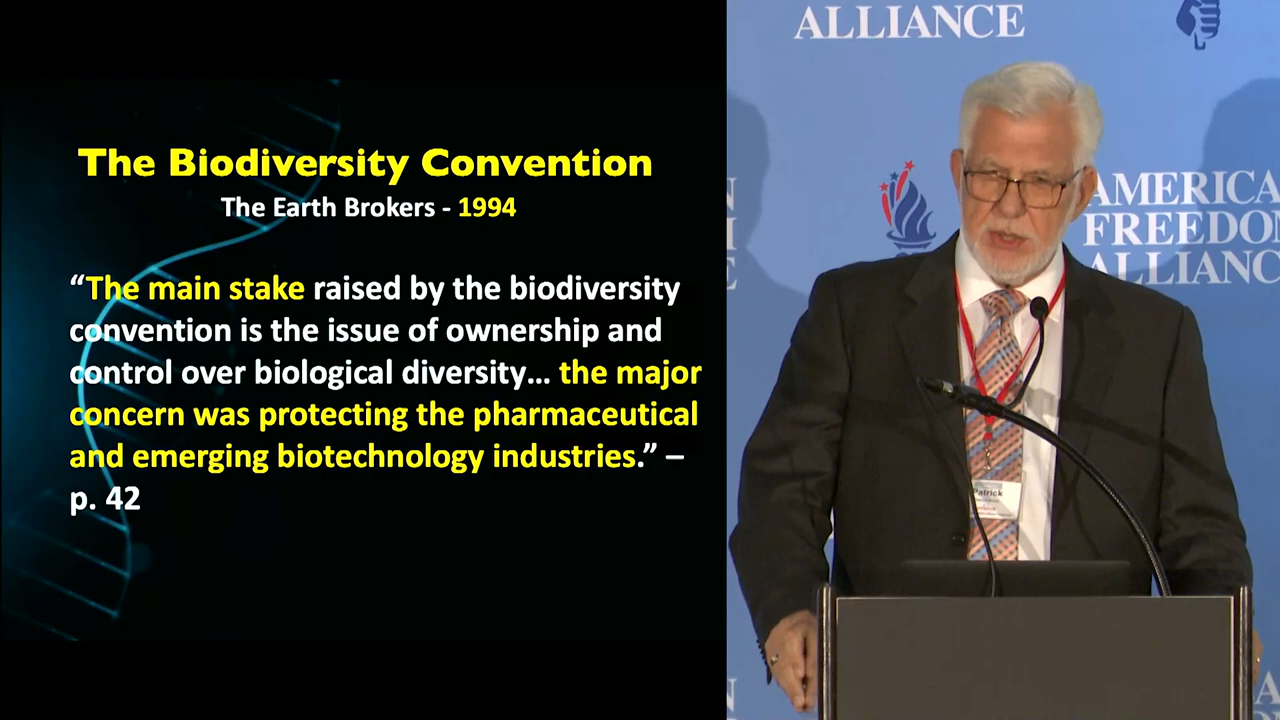 The Biodiversity Convention
The Earth Brokers - 1994
“The main stake raised by the biodiversity
convention is the issue of ownership and
control over biological diversity... the major
concern was protecting the pharmaceutical
and emerging biotechnology industries.” –
p. 42
ALLIANCE
AMERICA
FREEDOM
ALLIANCE
Patrick